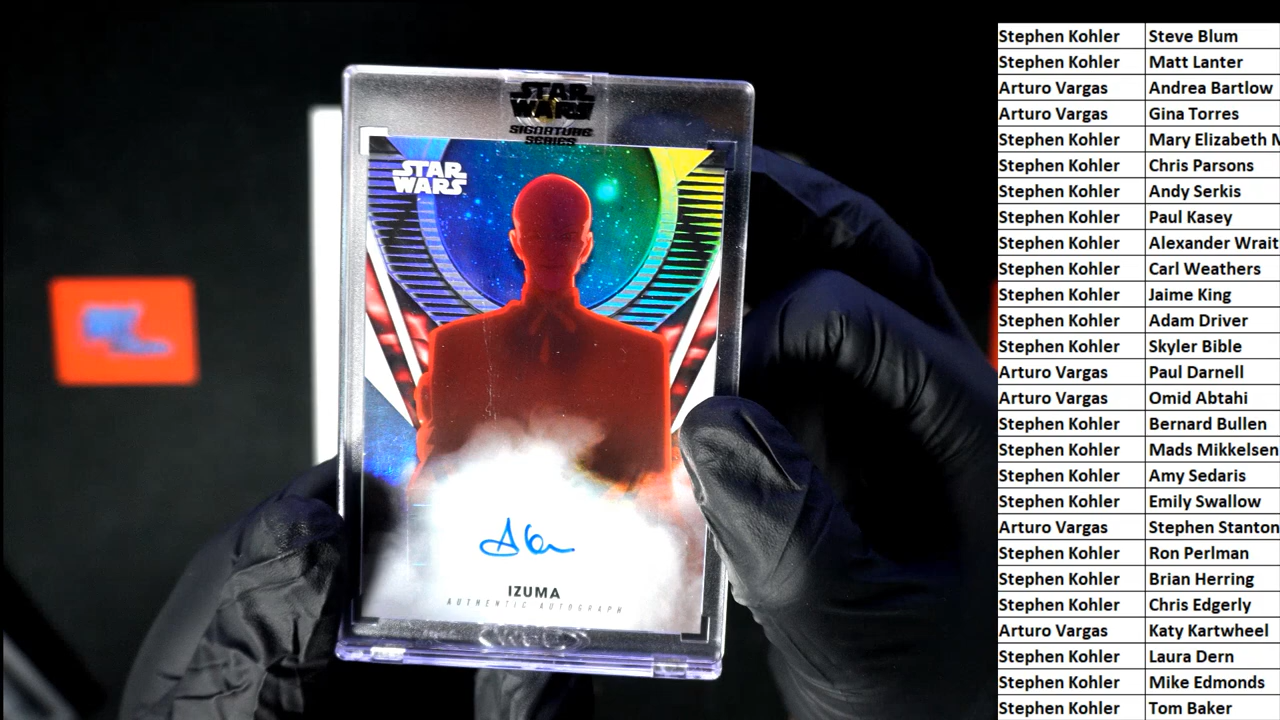 STAR
WARS
SIGNATURE
SERIES
STAR
WARS
IZUMA
AUTHENTIC AUTOGRAPH
Stephen Kohler Steve Blum
Stephen Kohler Matt Lanter
Arturo Vargas Andrea Bartlow
Arturo Vargas Gina Torres
Stephen Kohler Mary Elizabeth M
Stephen Kohler Chris Parsons
Stephen Kohler Andy Serkis
Stephen Kohler Paul Kasey
Stephen Kohler Alexander Wrait
Stephen Kohler Carl Weathers
Stephen Kohler Jaime King
Stephen Kohler Adam Driver
Stephen Kohler Skyler Bible
Arturo Vargas Paul Darnell
Arturo Vargas Omid Abtahi
Stephen Kohler Bernard Bullen
Stephen Kohler Mads Mikkelsen
Stephen Kohler Amy Sedaris
Stephen Kohler Emily Swallow
Arturo Vargas Stephen Stanton
Stephen Kohler Ron Perlman
Stephen Kohler Brian Herring
Stephen Kohler Chris Edgerly
Arturo Vargas Katy Kartwheel
Stephen Kohler Laura Dern
Stephen Kohler Mike Edmonds
Stephen Kohler Tom Baker